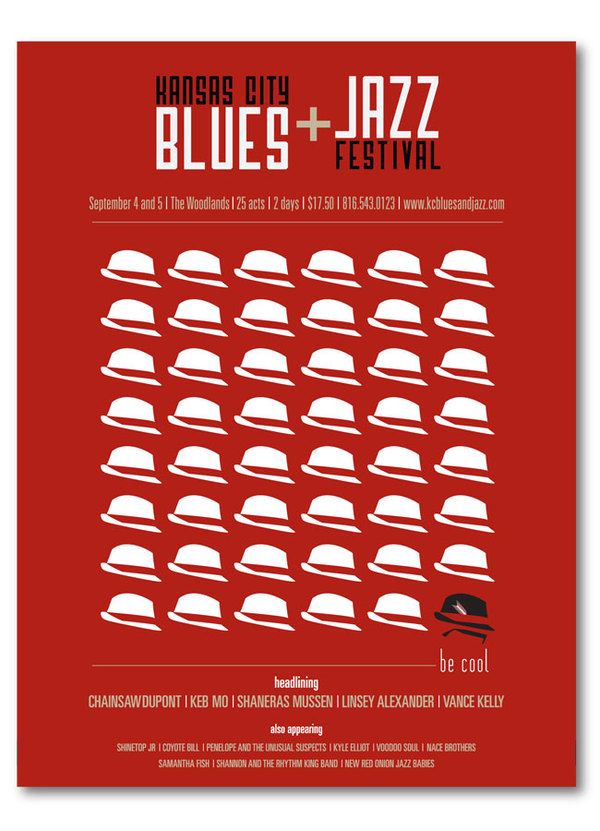 KANSAS CITY
BLUES + JAZZ
FESTIVAL
September 4 and 5 | The Woodlands | 25 acts | 2 days | $17.50 | 816.543.0123 | www.kcbluesandjazz.com
be cool
headlining
CHAINSAW DUPONT | KEB MO | SHANERAS MUSSEN | LINSEY ALEXANDER | VANCE KELLY
also appearing
SHINETOP JR | COYOTE BILL | PENELOPE AND THE UNUSUAL SUSPECTS | KYLE ELLIOT | VOODOO SOUL | NACE BROTHERS
SAMANTHA FISH | SHANNON AND THE RHYTHM KING BAND | NEW RED ONION JAZZ BABIES